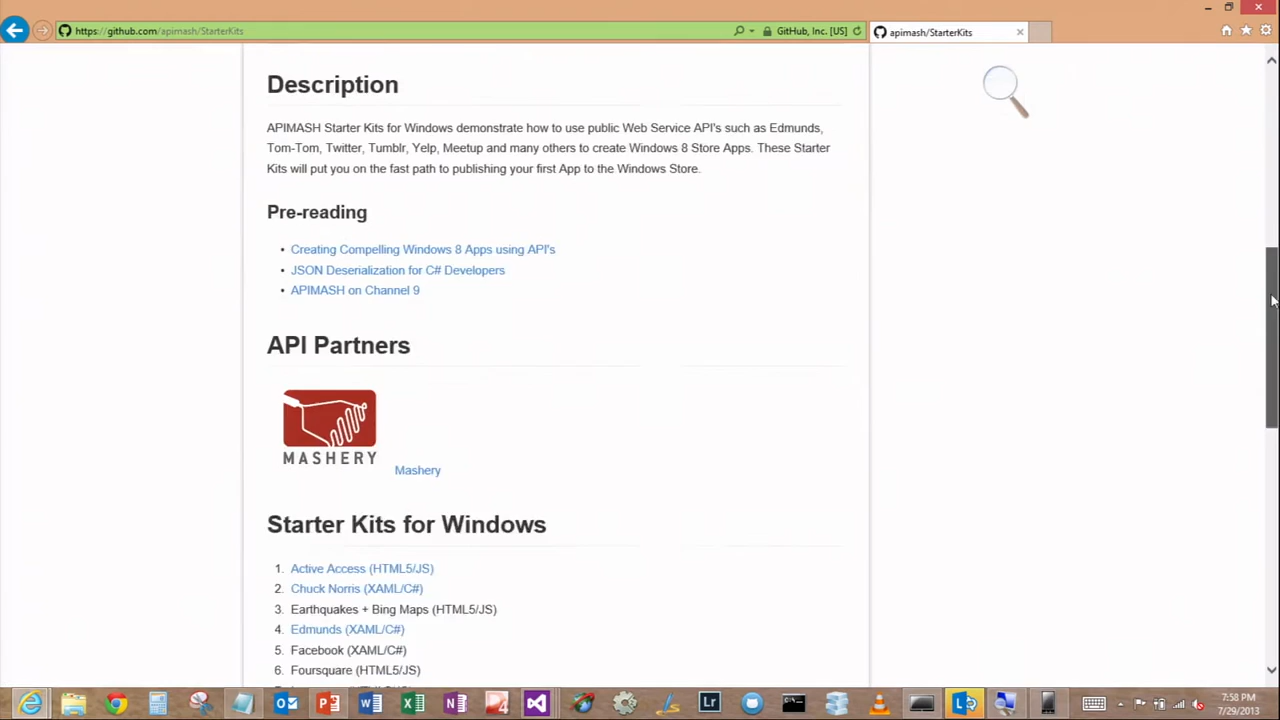 https://github.com/apimash/StarterKits
GitHub, Inc. [US]
apimash/StarterKits
Description
APIMASH Starter Kits for Windows demonstrate how to use public Web Service API's such as Edmunds,
Tom-Tom, Twitter, Tumblr, Yelp, Meetup and many others to create Windows 8 Store Apps. These Starter
Kits will put you on the fast path to publishing your first App to the Windows Store.
Pre-reading
• Creating Compelling Windows 8 Apps using API's
• JSON Deserialization for C# Developers
• APIMASH on Channel 9
API Partners
MASHERY
Mashery
Starter Kits for Windows
1. Active Access (HTML5/JS)
2. Chuck Norris (XAML/C#)
3. Earthquakes + Bing Maps (HTML5/JS)
4. Edmunds (XAML/C#)
5. Facebook (XAML/C#)
6. Foursquare (HTML5/JS)
Lr
7:58 PM
7/29/2013